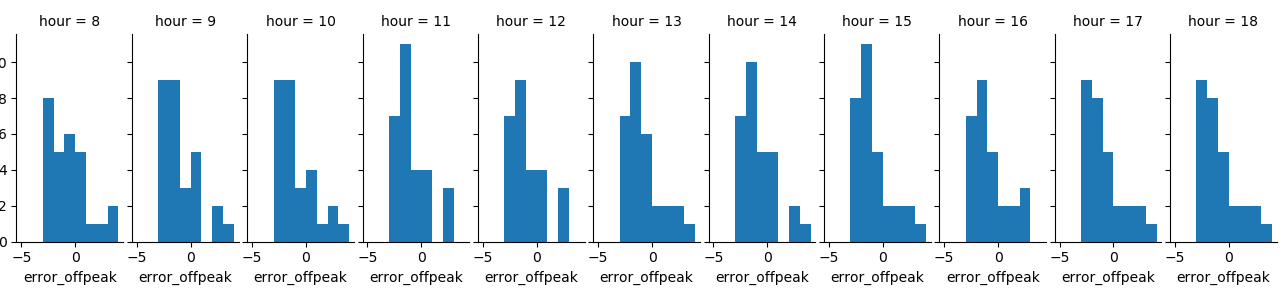 hour = 8 hour = 9 hour = 10 hour = 11 hour = 12 hour = 13 hour = 14 hour = 15 hour = 16 hour = 17 hour = 18
0
8
6
4
2
0
−5 0 −5 0 −5 0 −5 0 −5 0 −5 0 −5 0 −5 0 −5 0 −5 0 −5 0
error_offpeak error_offpeak error_offpeak error_offpeak error_offpeak error_offpeak error_offpeak error_offpeak error_offpeak error_offpeak error_offpeak